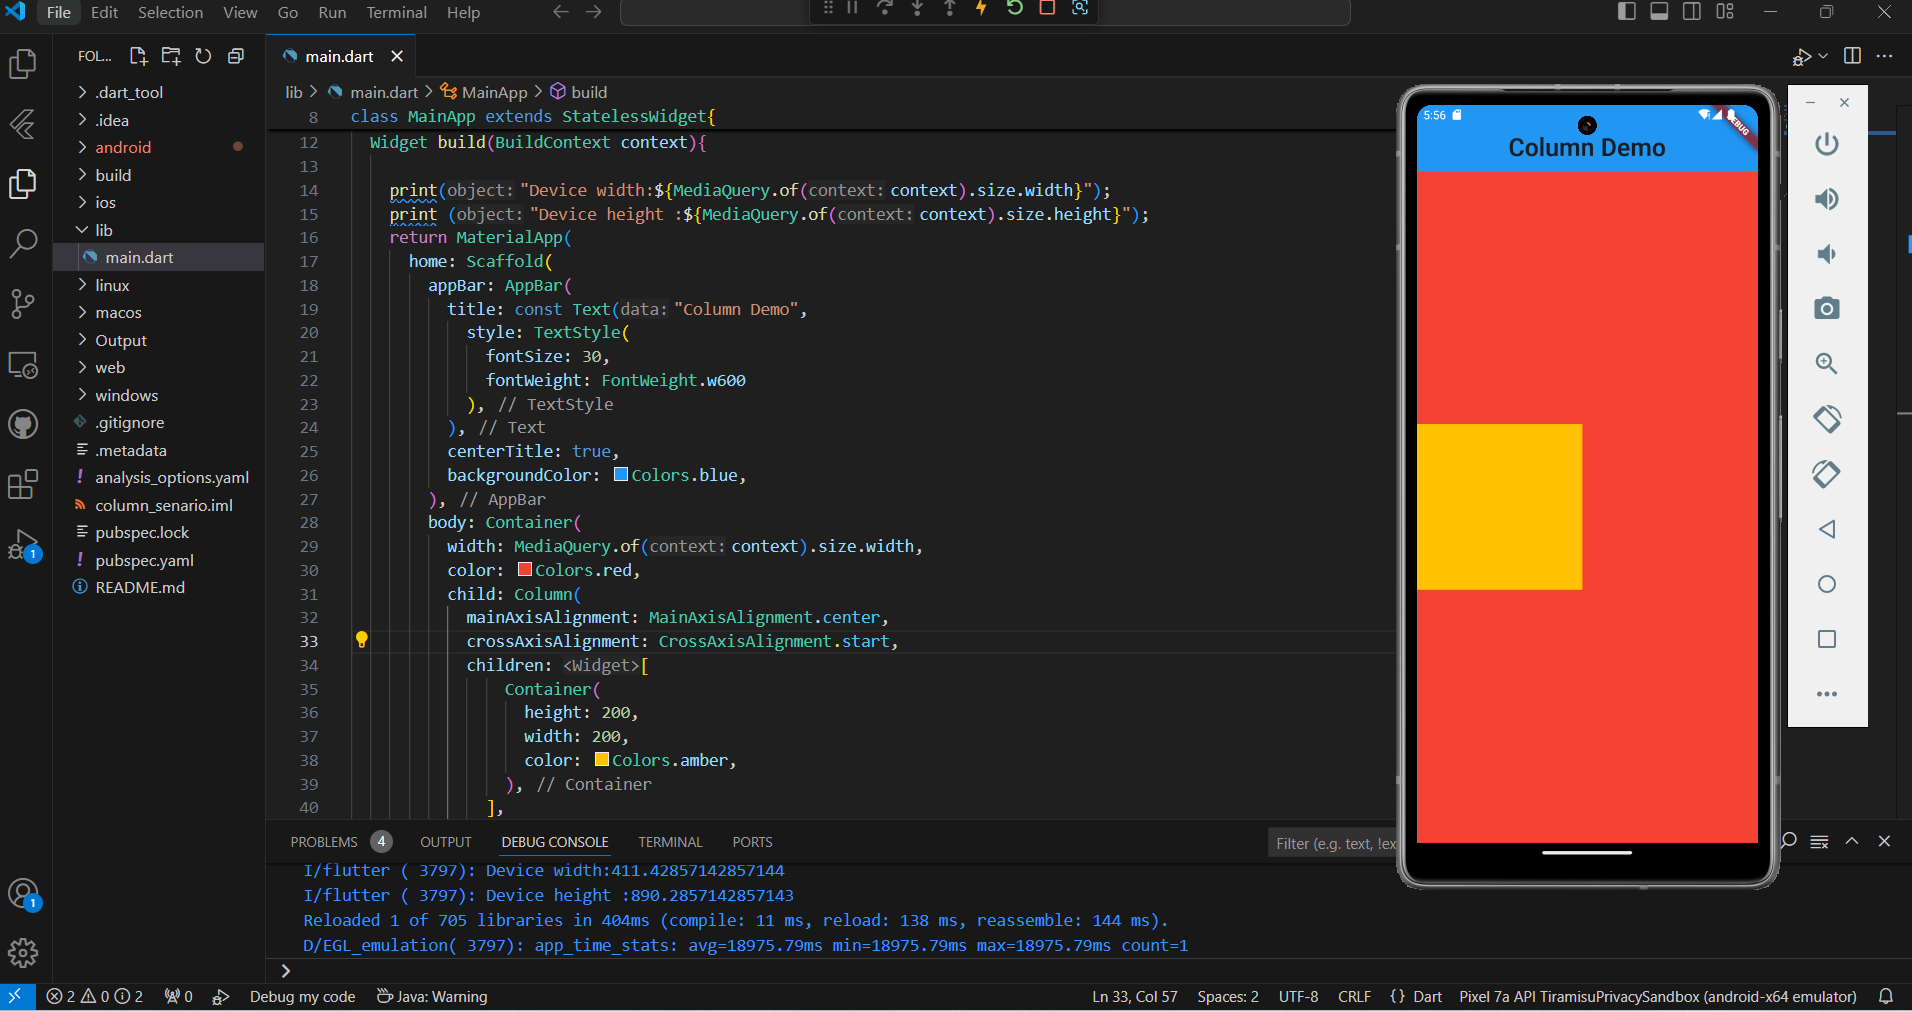 File Edit Selection View Go Run Terminal Help
FOL...
.dart_tool
.idea
android
build
ios
lib
main.dart
linux
macos
Output
web
windows
.gitignore
.metadata
analysis_options.yaml
column_senario.iml
pubspec.lock
pubspec.yaml
README.md
1
1
main.dart
lib > main.dart > MainApp > build
8 class MainApp extends StatelessWidget{
12 Widget build(BuildContext context){
13
14 print(object: "Device width:${MediaQuery.of(context: context).size.width}");
15 print (object: "Device height :${MediaQuery.of(context: context).size.height}");
16 return MaterialApp(
17 home: Scaffold(
18 appBar: AppBar(
19 title: const Text(data: "Column Demo",
20 style: TextStyle(
21 fontSize: 30,
22 fontWeight: FontWeight.w600
23 ), // TextStyle
24 ), // Text
25 centerTitle: true,
26 backgroundColor: Colors.blue,
27 ), // AppBar
28 body: Container(
29 width: MediaQuery.of(context: context).size.width,
30 color: Colors.red,
31 child: Column(
32 mainAxisAlignment: MainAxisAlignment.center,
33 crossAxisAlignment: CrossAxisAlignment.start,
34 children: <Widget>[
35 Container(
36 height: 200,
37 width: 200,
38 color: Colors.amber,
39 ), // Container
40 ],
5:56
DEBUG
Column Demo
PROBLEMS 4 OUTPUT DEBUG CONSOLE TERMINAL PORTS
Filter (e.g. text, !ex
I/flutter ( 3797): Device width:411.42857142857144
I/flutter ( 3797): Device height :890.2857142857143
Reloaded 1 of 705 libraries in 404ms (compile: 11 ms, reload: 138 ms, reassemble: 144 ms).
D/EGL_emulation( 3797): app_time_stats: avg=18975.79ms min=18975.79ms max=18975.79ms count=1
2 0 2 0 Debug my code Java: Warning Ln 33, Col 57 Spaces: 2 UTF-8 CRLF {} Dart Pixel 7a API TiramisuPrivacySandbox (android-x64 emulator)